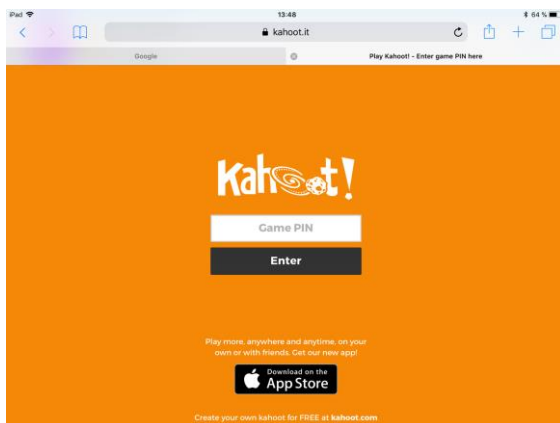 iPad 13:48 64 %
kahoot.it
Google Play Kahoot! - Enter game PIN here
Kahoot!
Game PIN
Enter
Play more, anywhere and anytime, on your
own or with friends. Get our new app!
Download on the
App Store
Create your own kahoot for FREE at kahoot.com